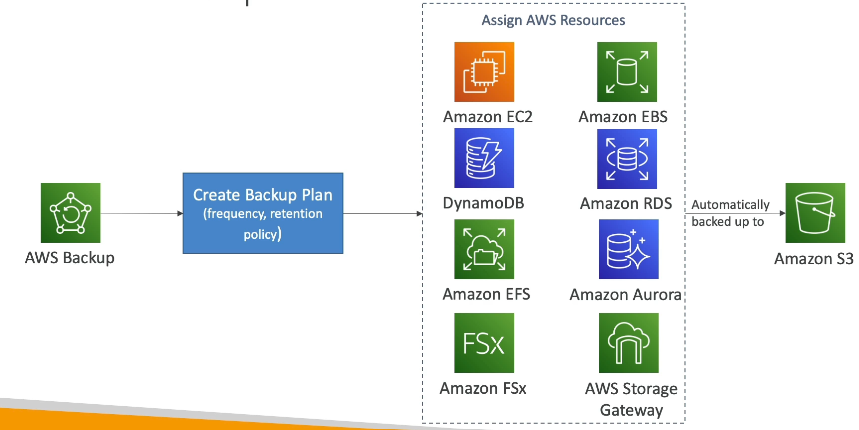 Assign AWS Resources
Amazon EC2
Amazon EBS
DynamoDB
Amazon RDS
Amazon EFS
Amazon Aurora
FSx
Amazon FSx
AWS Storage
Gateway
AWS Backup
Create Backup Plan
(frequency, retention
policy)
Automatically
backed up to
Amazon S3